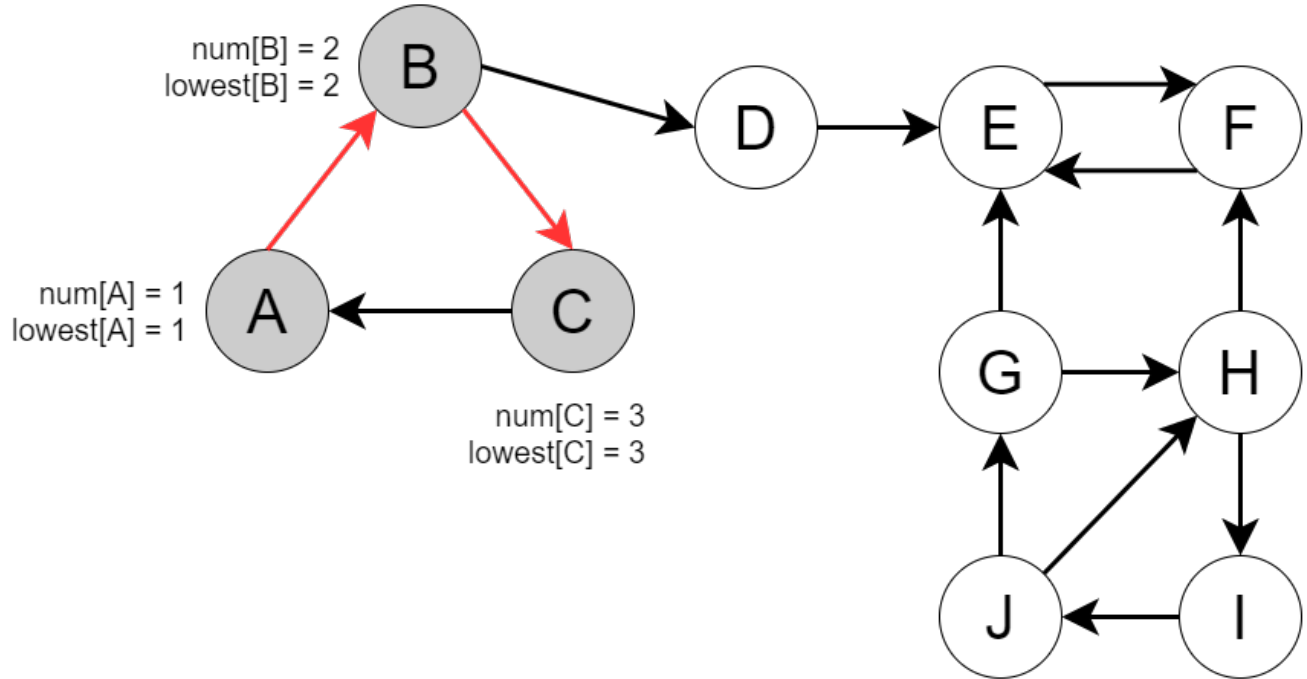 num[B] = 2
lowest[B] = 2
B
D
E
F
num[A] = 1
lowest[A] = 1
A
C
num[C] = 3
lowest[C] = 3
G
H
J
I